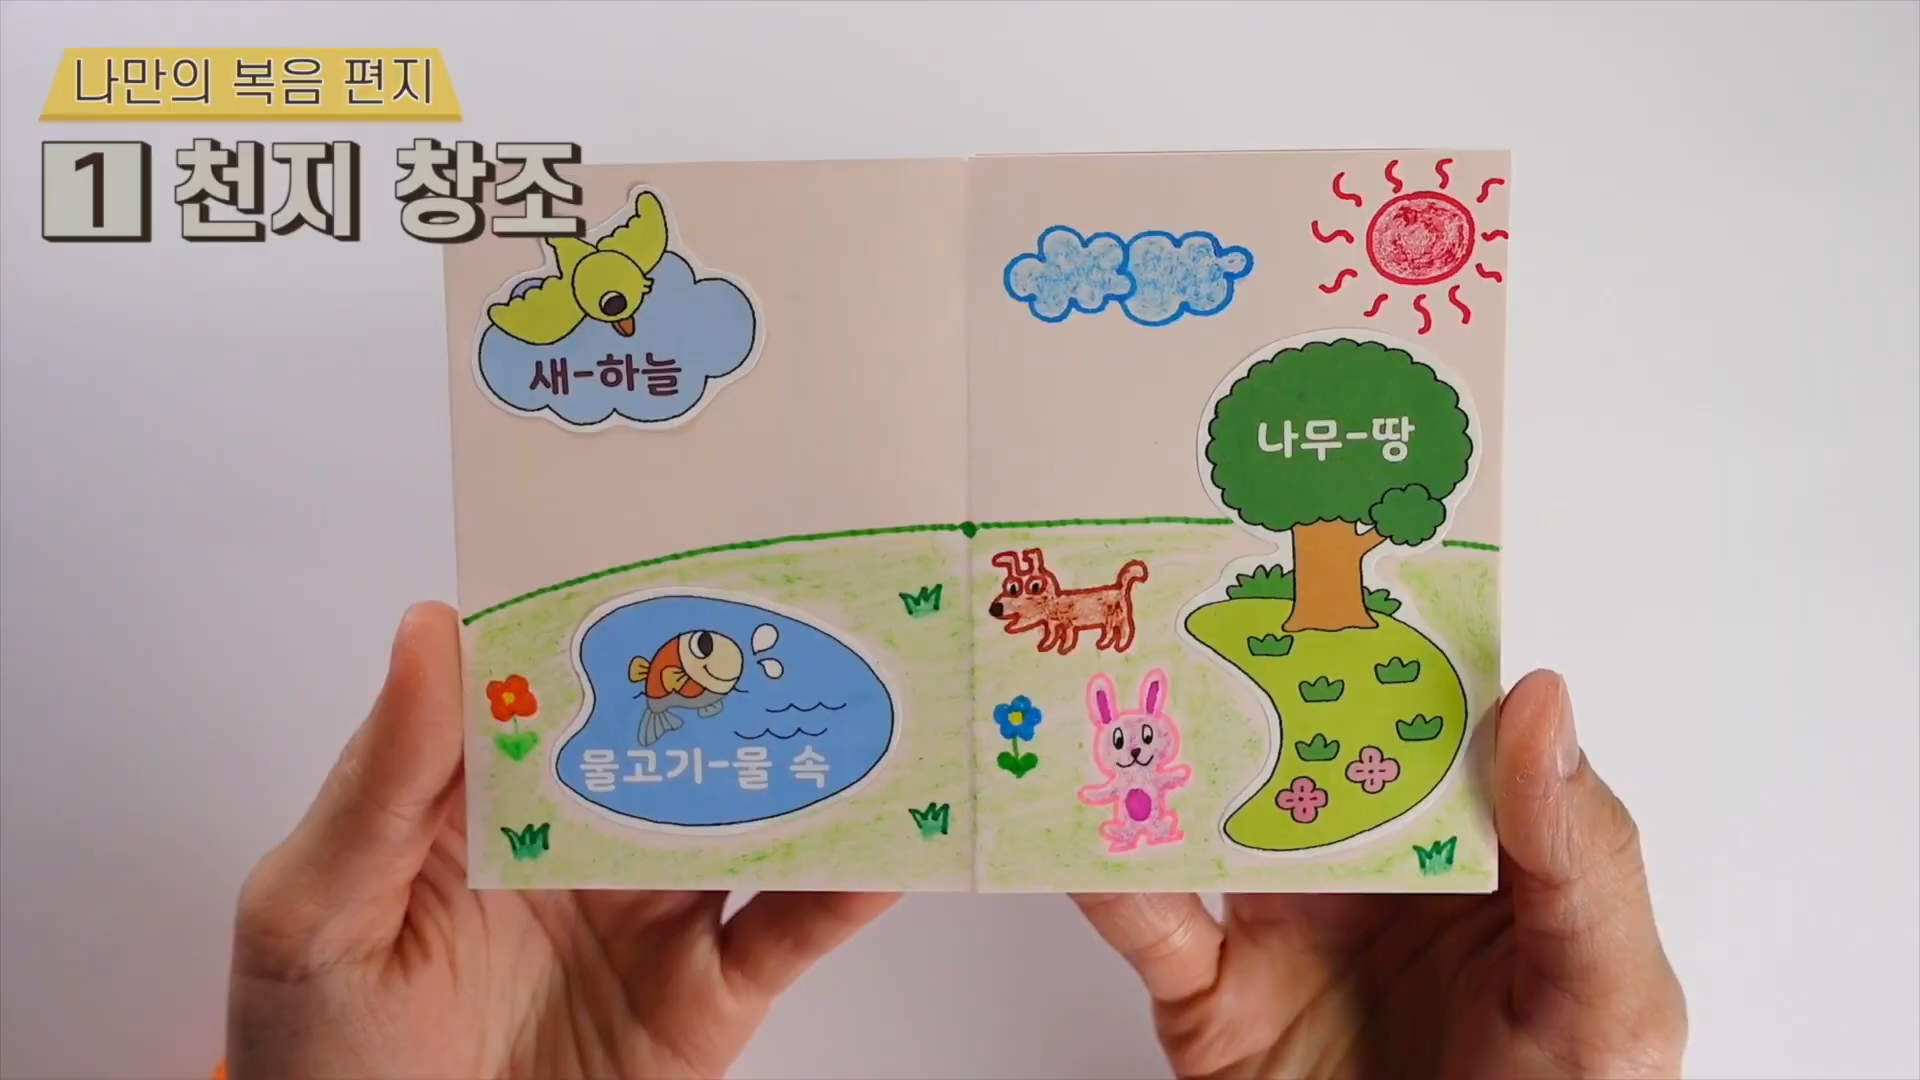 나만의 복음 편지
1 천지 창조
새-하늘
나무-땅
물고기-물 속